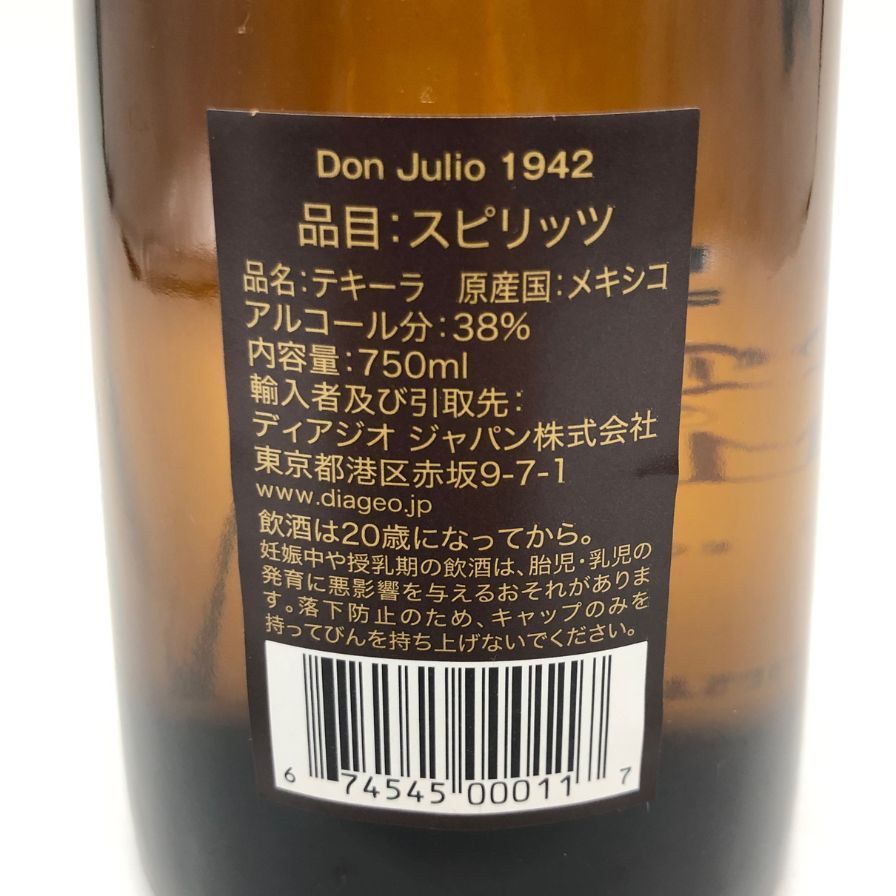 Don Julio 1942
品目：スピリッツ
品名：テキーラ　原産国：メキシコ
アルコール分：38%
内容量：750ml
輸入者及び引取先：
ディアジオ ジャパン株式会社
東京都港区赤坂9-7-1
www.diageo.jp
飲酒は20歳になってから。
妊娠中や授乳期の飲酒は、胎児・乳児の
発育に悪影響を与えるおそれがありま
す。落下防止のため、キャップのみを
持ってびんを持ち上げないでください。
6 74545 00011 7